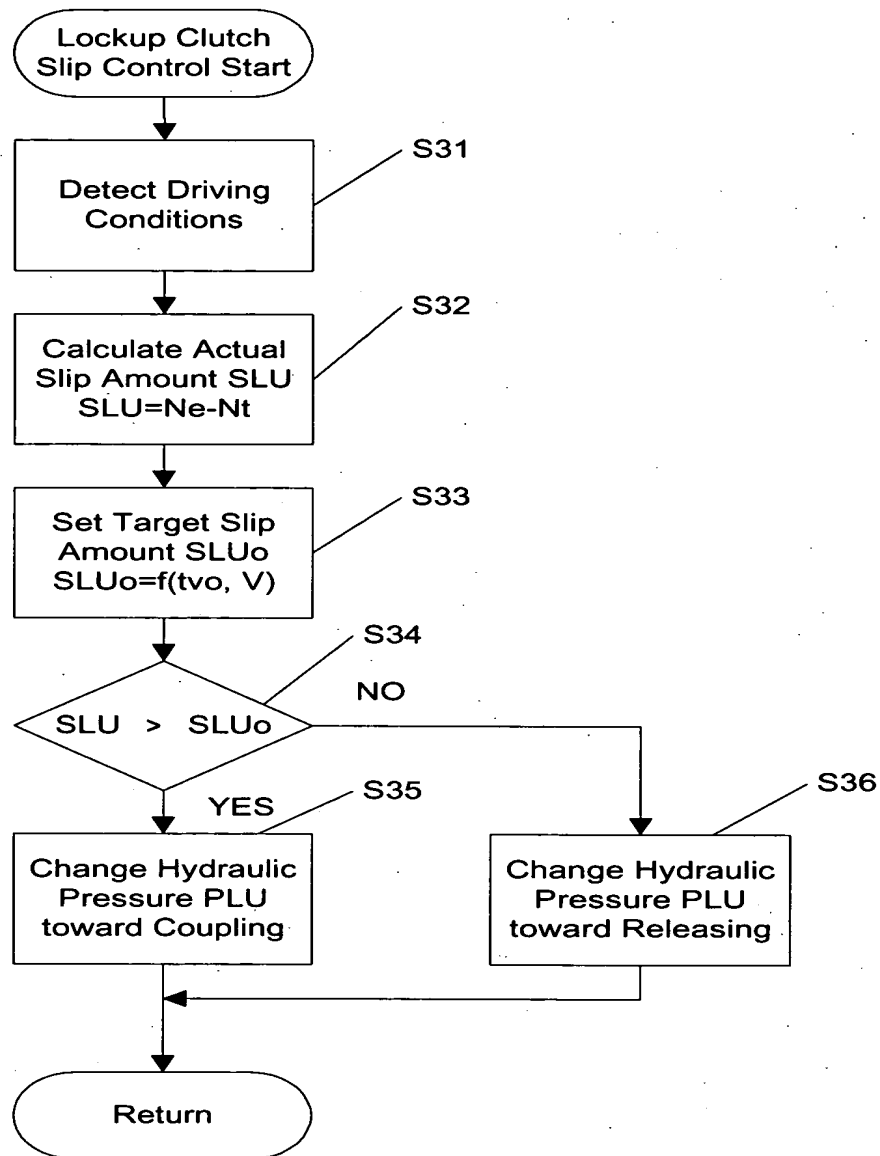 Lockup Clutch
Slip Control Start
S31
Detect Driving
Conditions
S32
Calculate Actual
Slip Amount SLU
SLU=Ne-Nt
S33
Set Target Slip
Amount SLUo
SLUo=f(tvo, V)
S34
SLU > SLUo
NO
YES
S35
S36
Change Hydraulic
Pressure PLU
toward Coupling
Change Hydraulic
Pressure PLU
toward Releasing
Return